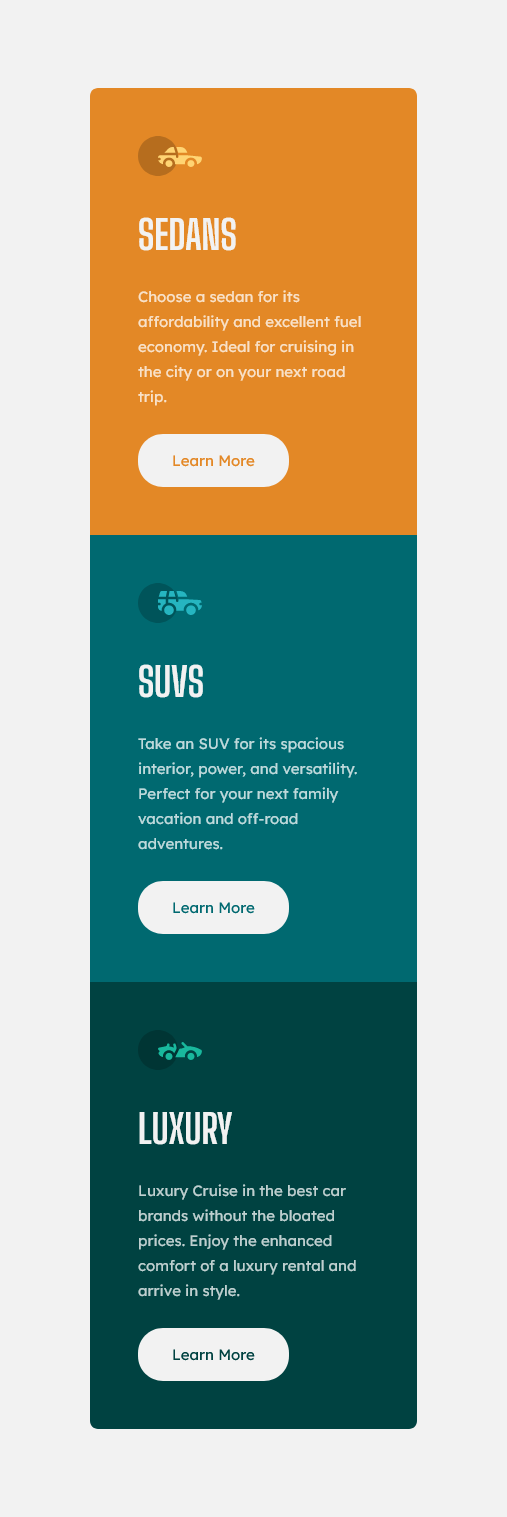 SEDANS
Choose a sedan for its
affordability and excellent fuel
economy. Ideal for cruising in
the city or on your next road
trip.
Learn More
SUVS
Take an SUV for its spacious
interior, power, and versatility.
Perfect for your next family
vacation and off-road
adventures.
Learn More
LUXURY
Luxury Cruise in the best car
brands without the bloated
prices. Enjoy the enhanced
comfort of a luxury rental and
arrive in style.
Learn More